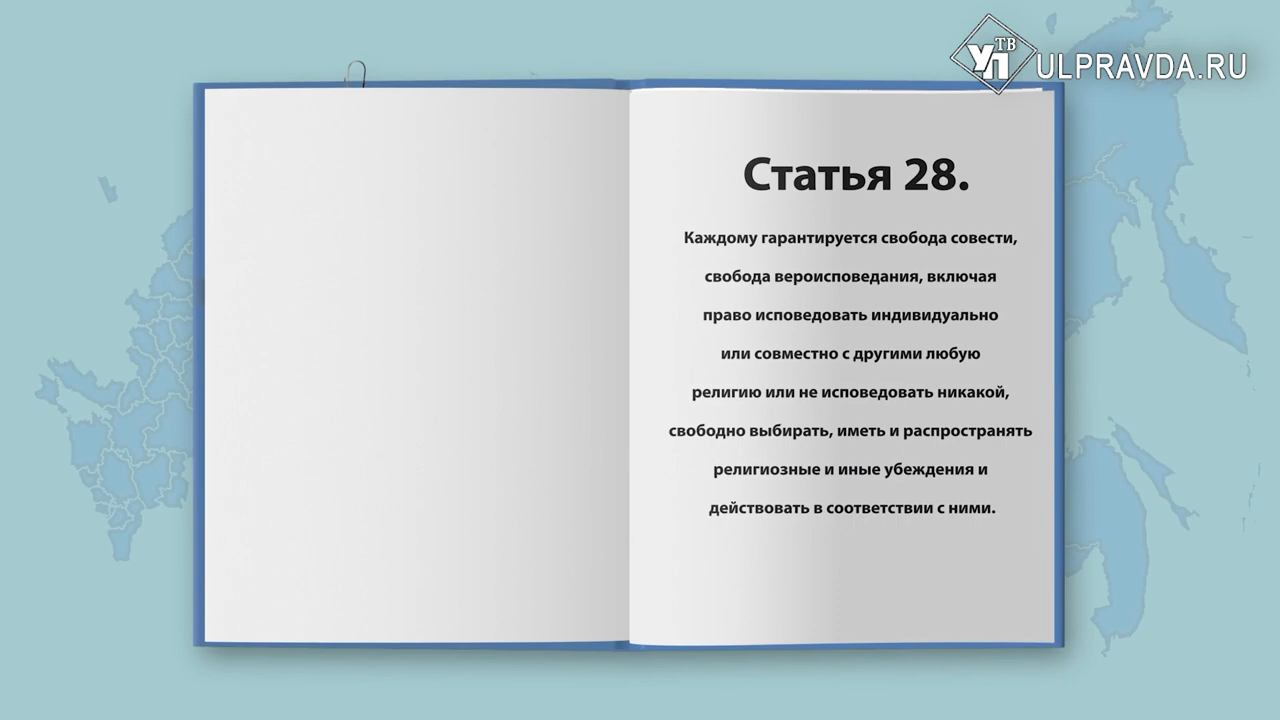 УП ТВ
ULPRAVDA.RU
Статья 28.
Каждому гарантируется свобода совести,
свобода вероисповедания, включая
право исповедовать индивидуально
или совместно с другими любую
религию или не исповедовать никакой,
свободно выбирать, иметь и распространять
религиозные и иные убеждения и
действовать в соответствии с ними.